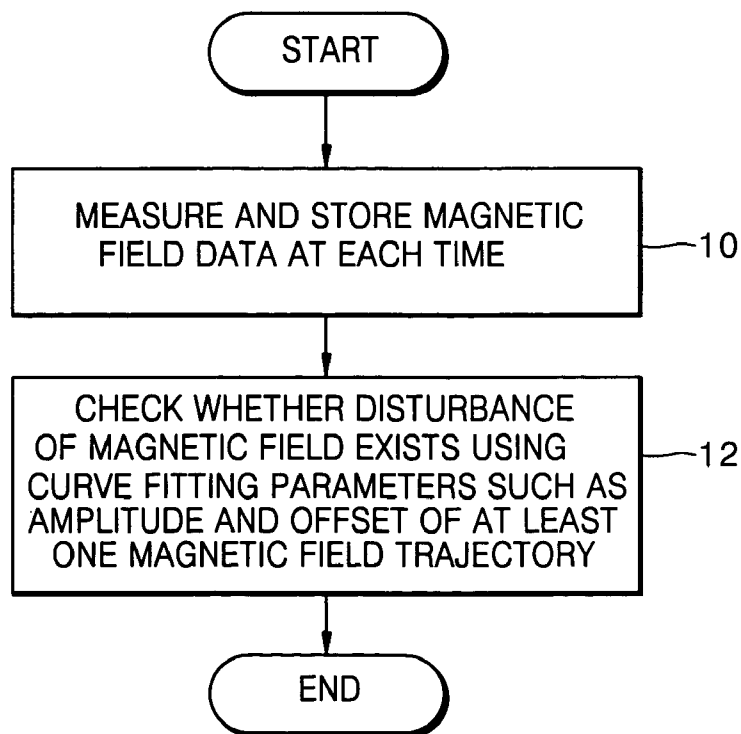 START
MEASURE AND STORE MAGNETIC
FIELD DATA AT EACH TIME
10
CHECK WHETHER DISTURBANCE
OF MAGNETIC FIELD EXISTS USING
CURVE FITTING PARAMETERS SUCH AS
AMPLITUDE AND OFFSET OF AT LEAST
ONE MAGNETIC FIELD TRAJECTORY
12
END